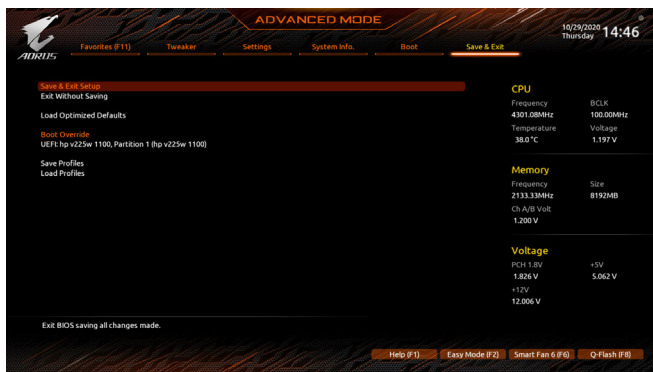 ADVANCED MODE
10/29/2020 14:46
Thursday
AORUS
Favorites (F11) Tweaker Settings System Info. Boot Save & Exit
Save & Exit Setup
Exit Without Saving
Load Optimized Defaults
Boot Override
UEFI: hp v225w 1100, Partition 1 (hp v225w 1100)
Save Profiles
Load Profiles
CPU
Frequency BCLK
4301.08MHz 100.00MHz
Temperature Voltage
38.0 °C 1.197 V
Memory
Frequency Size
2133.33MHz 8192MB
Ch A/B Volt
1.200 V
Voltage
PCH 1.8V +5V
1.826 V 5.062 V
+12V
12.006 V
Exit BIOS saving all changes made.
Help (F1) Easy Mode (F2) Smart Fan 6 (F6) Q-Flash (F8)